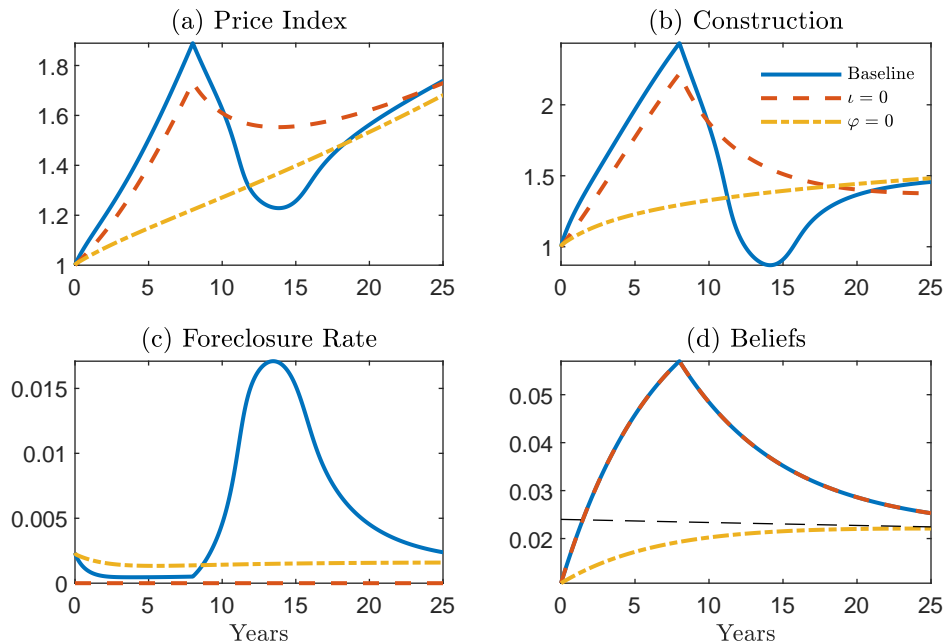 (a) Price Index
(b) Construction
1.8
1.6
1.4
1.2
1
0 5 10 15 20 25
2
1.5
1
0 5 10 15 20 25
Baseline
ι = 0
φ = 0
(c) Foreclosure Rate
(d) Beliefs
0.015
0.01
0.005
0
0 5 10 15 20 25
Years
0.05
0.04
0.03
0.02
0 5 10 15 20 25
Years